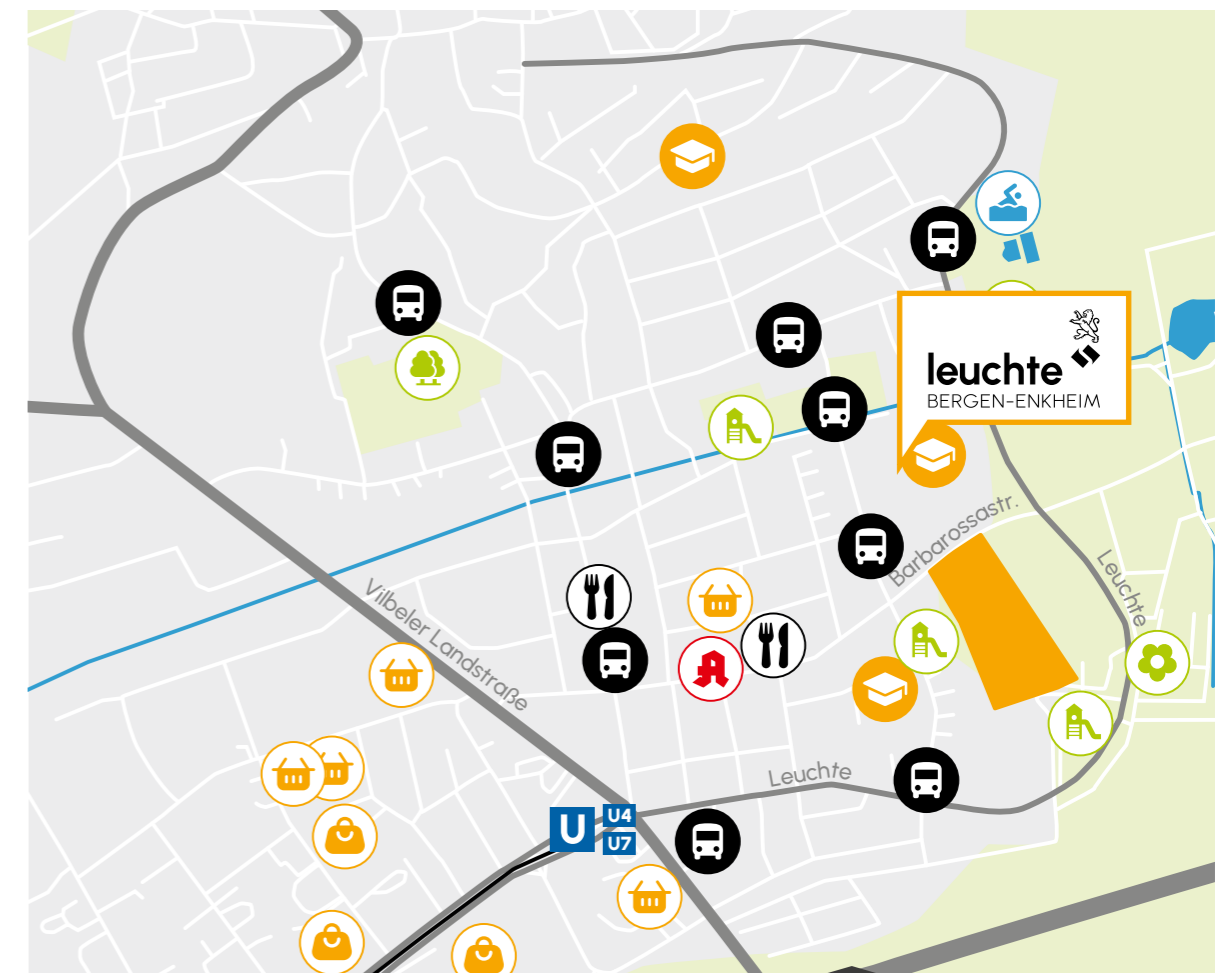 leuchte
BERGEN-ENKHEIM
Barbarossastr.
Leuchte
Vilbeler Landstraße
Leuchte
U
U4
U7